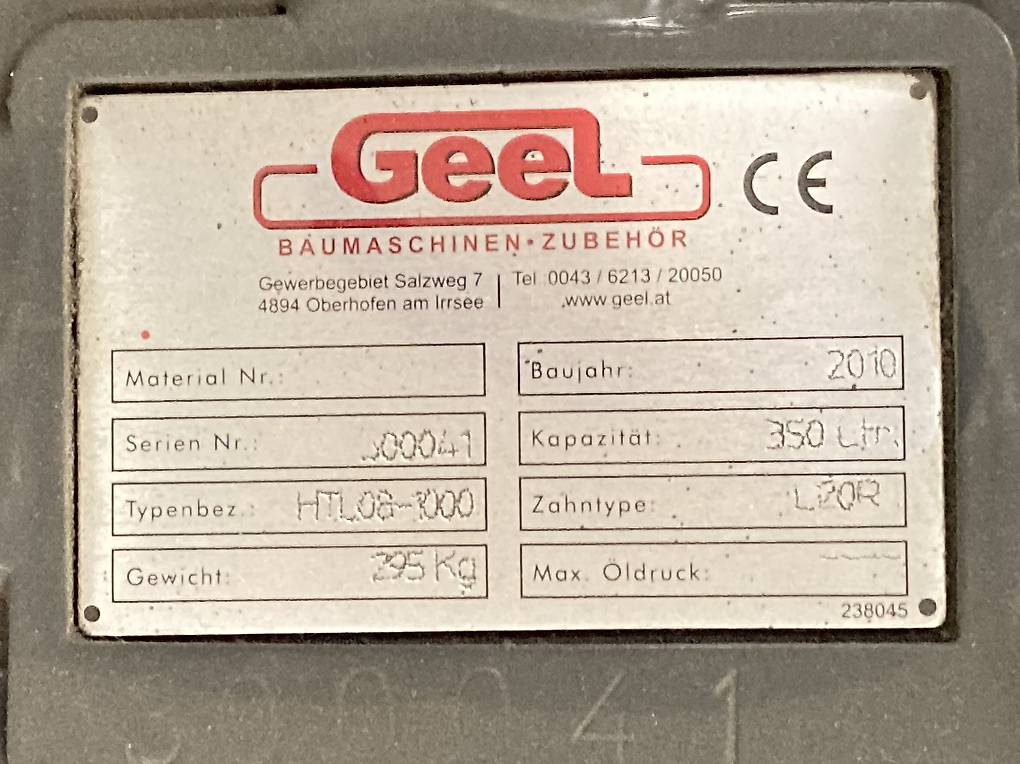 Geel
CE
BAUMASCHINEN·ZUBEHÖR
Gewerbegebiet Salzweg 7
4894 Oberhofen am Irrsee
Tel 0043 / 6213 / 20050
www.geel.at
Material Nr.:
Baujahr: 2010
Serien Nr.: 300041
Kapazität: 350 Ltr.
Typenbez.: HTL08-1000
Zahntype: L20R
Gewicht: 295 Kg
Max. Öldruck:
238045